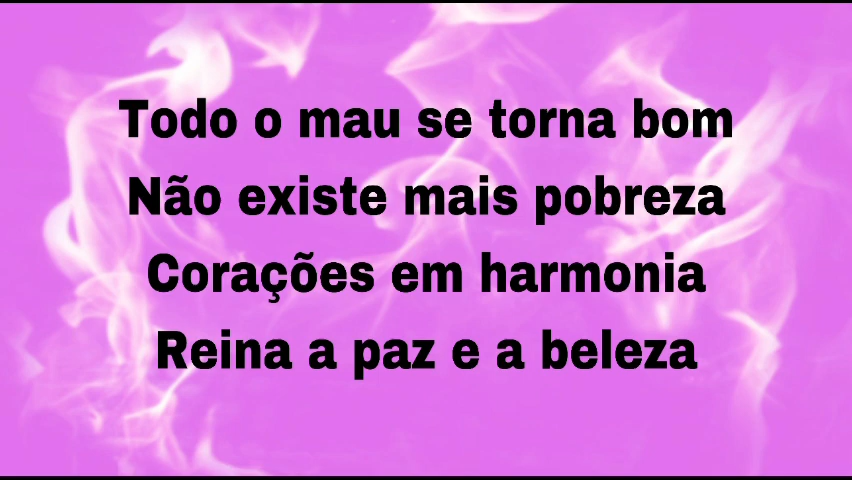 Todo o mau se torna bom
Não existe mais pobreza
Corações em harmonia
Reina a paz e a beleza